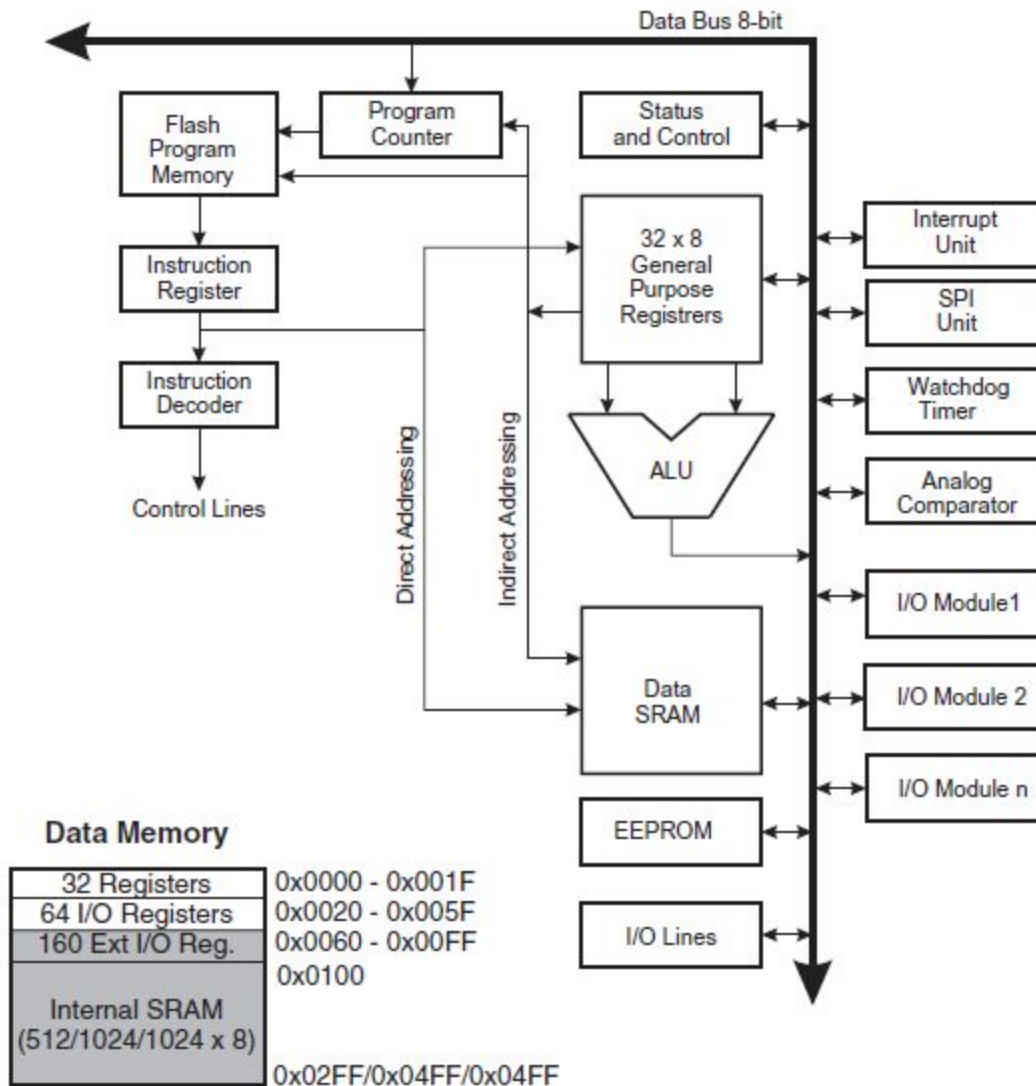 Data Bus 8-bit
Flash
Program
Memory
Program
Counter
Status
and Control
32 x 8
General
Purpose
Registrers
Interrupt
Unit
Instruction
Register
SPI
Unit
Instruction
Decoder
Watchdog
Timer
Control Lines
Direct Addressing
Indirect Addressing
ALU
Analog
Comparator
I/O Module1
Data
SRAM
I/O Module 2
I/O Module n
EEPROM
I/O Lines
Data Memory
32 Registers 0x0000 - 0x001F
64 I/O Registers 0x0020 - 0x005F
160 Ext I/O Reg. 0x0060 - 0x00FF
0x0100
Internal SRAM
(512/1024/1024 x 8)
0x02FF/0x04FF/0x04FF